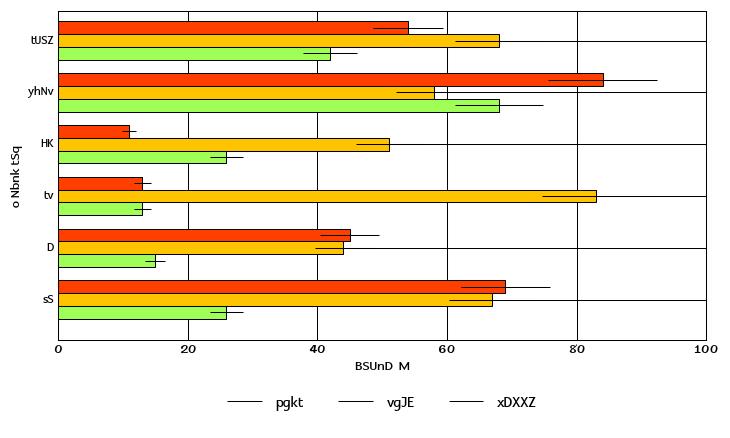 tUSZ
yhNv
HK
tv
D
sS
o Nbnk tSq
0 20 40 60 80 100
BSUnD M
pgkt vgJE xDXXZ